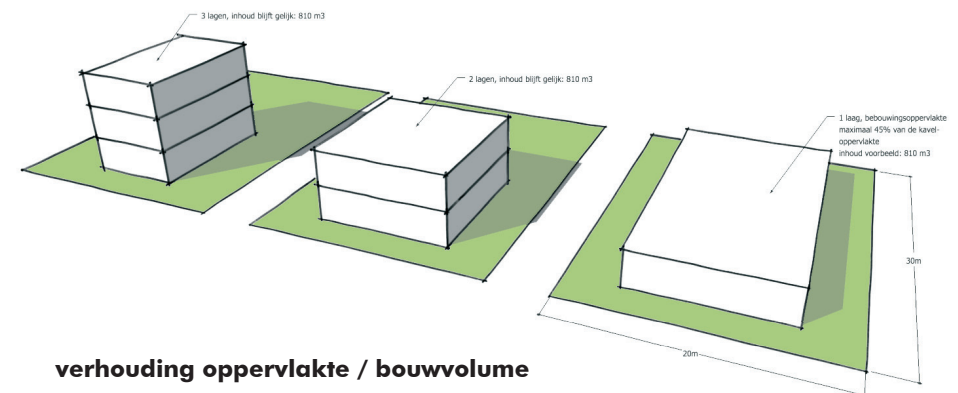 3 lagen, inhoud blijft gelijk: 810 m3
2 lagen, inhoud blijft gelijk: 810 m3
1 laag, bebouwingsoppervlakte
maximaal 45% van de kavel-
oppervlakte
inhoud voorbeeld: 810 m3
30m
20m
verhouding oppervlakte / bouwvolume